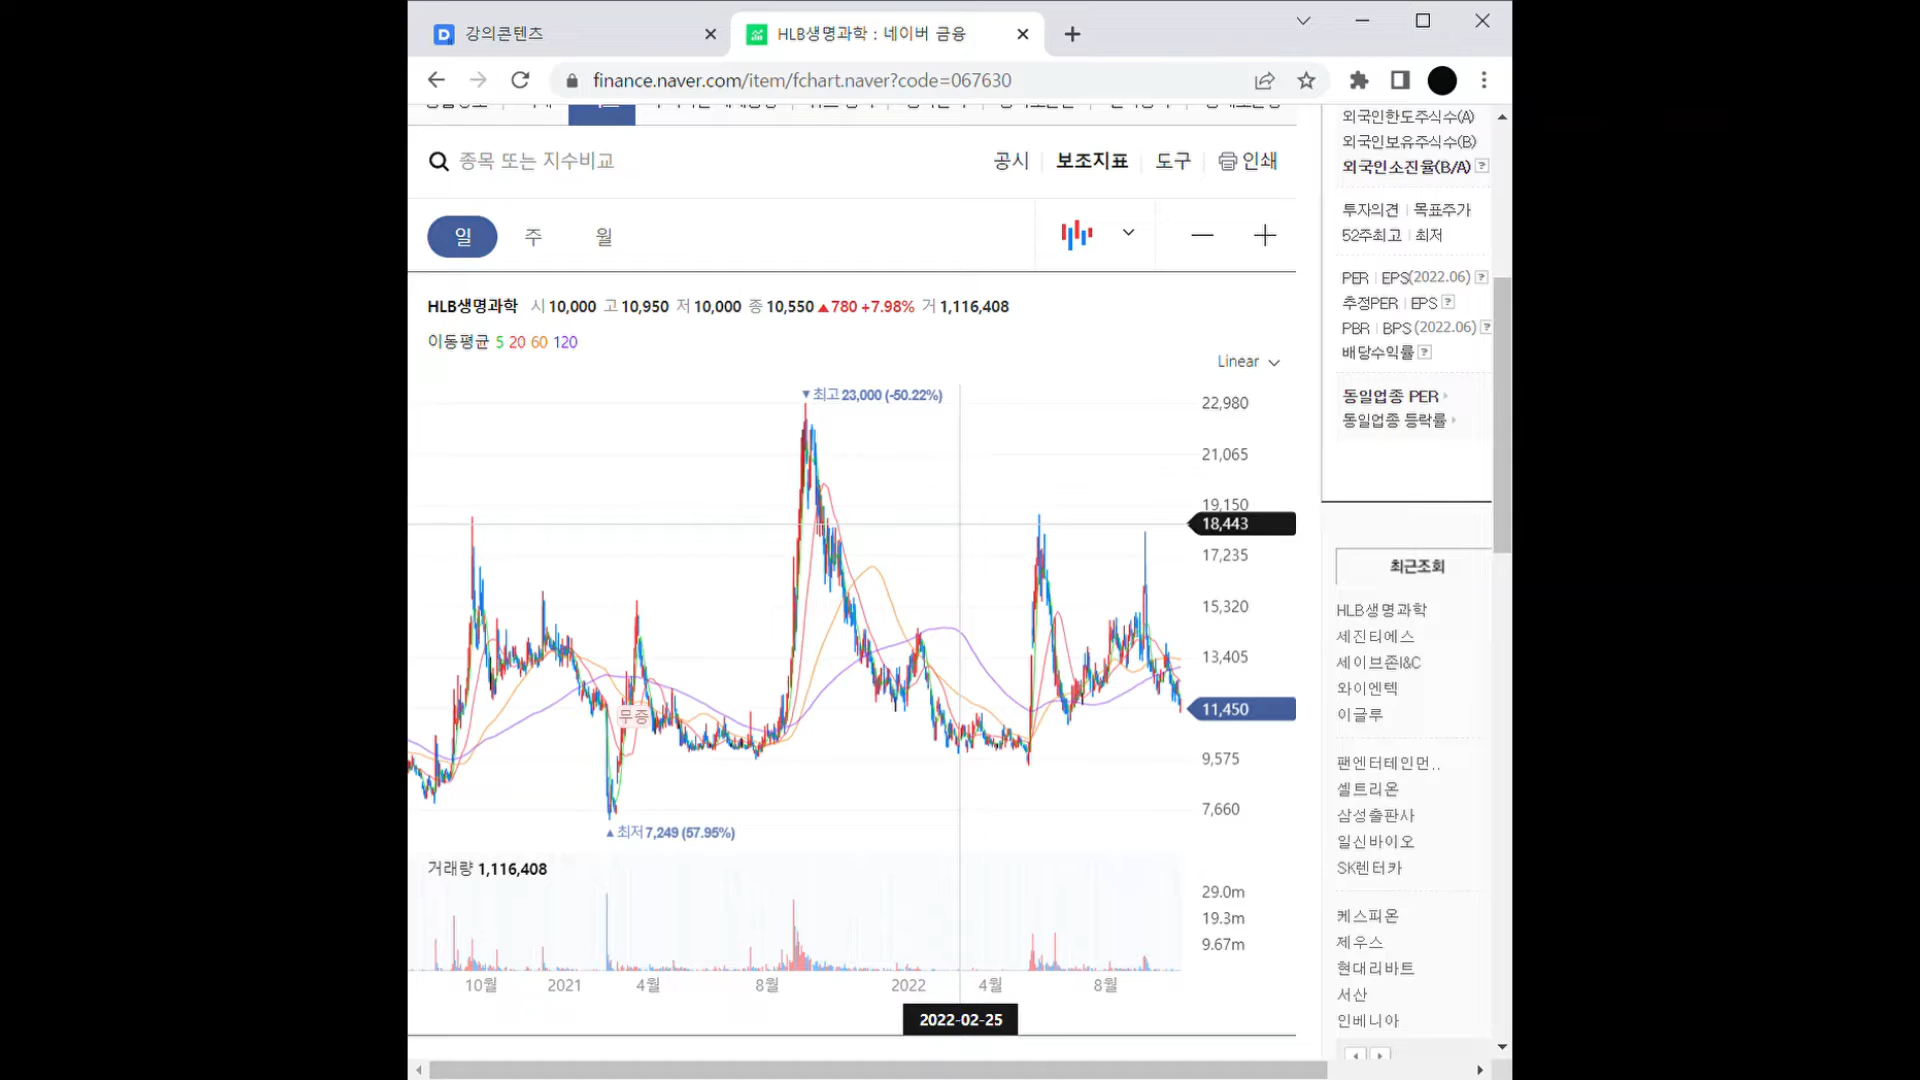 강의콘텐츠
HLB생명과학 : 네이버 금융
finance.naver.com/item/fchart.naver?code=067630
종목 또는 지수비교
공시 보조지표 도구 인쇄
일 주 월
HLB생명과학 시 10,000 고 10,950 저 10,000 종 10,550 ▲780 +7.98% 거 1,116,408
이동평균 5 20 60 120
Linear
▼최고 23,000 (-50.22%)
22,980
21,065
19,150
18,443
17,235
15,320
13,405
11,450
9,575
7,660
무증
▲최저 7,249 (57.95%)
거래량 1,116,408
29.0m
19.3m
9.67m
10월 2021 4월 8월 2022 4월 8월
2022-02-25
외국인한도주식수(A)
외국인보유주식수(B)
외국인소진율(B/A) ?
투자의견 | 목표주가
52주최고 | 최저
PER | EPS(2022.06) ?
추정PER | EPS ?
PBR | BPS (2022.06) ?
배당수익률 ?
동일업종 PER
동일업종 등락률
최근조회
HLB생명과학
세진티에스
세이브존I&C
와이엔텍
이글루
팬엔터테인먼..
셀트리온
삼성출판사
일신바이오
SK렌터카
케스피온
제우스
현대리바트
서산
인베니아